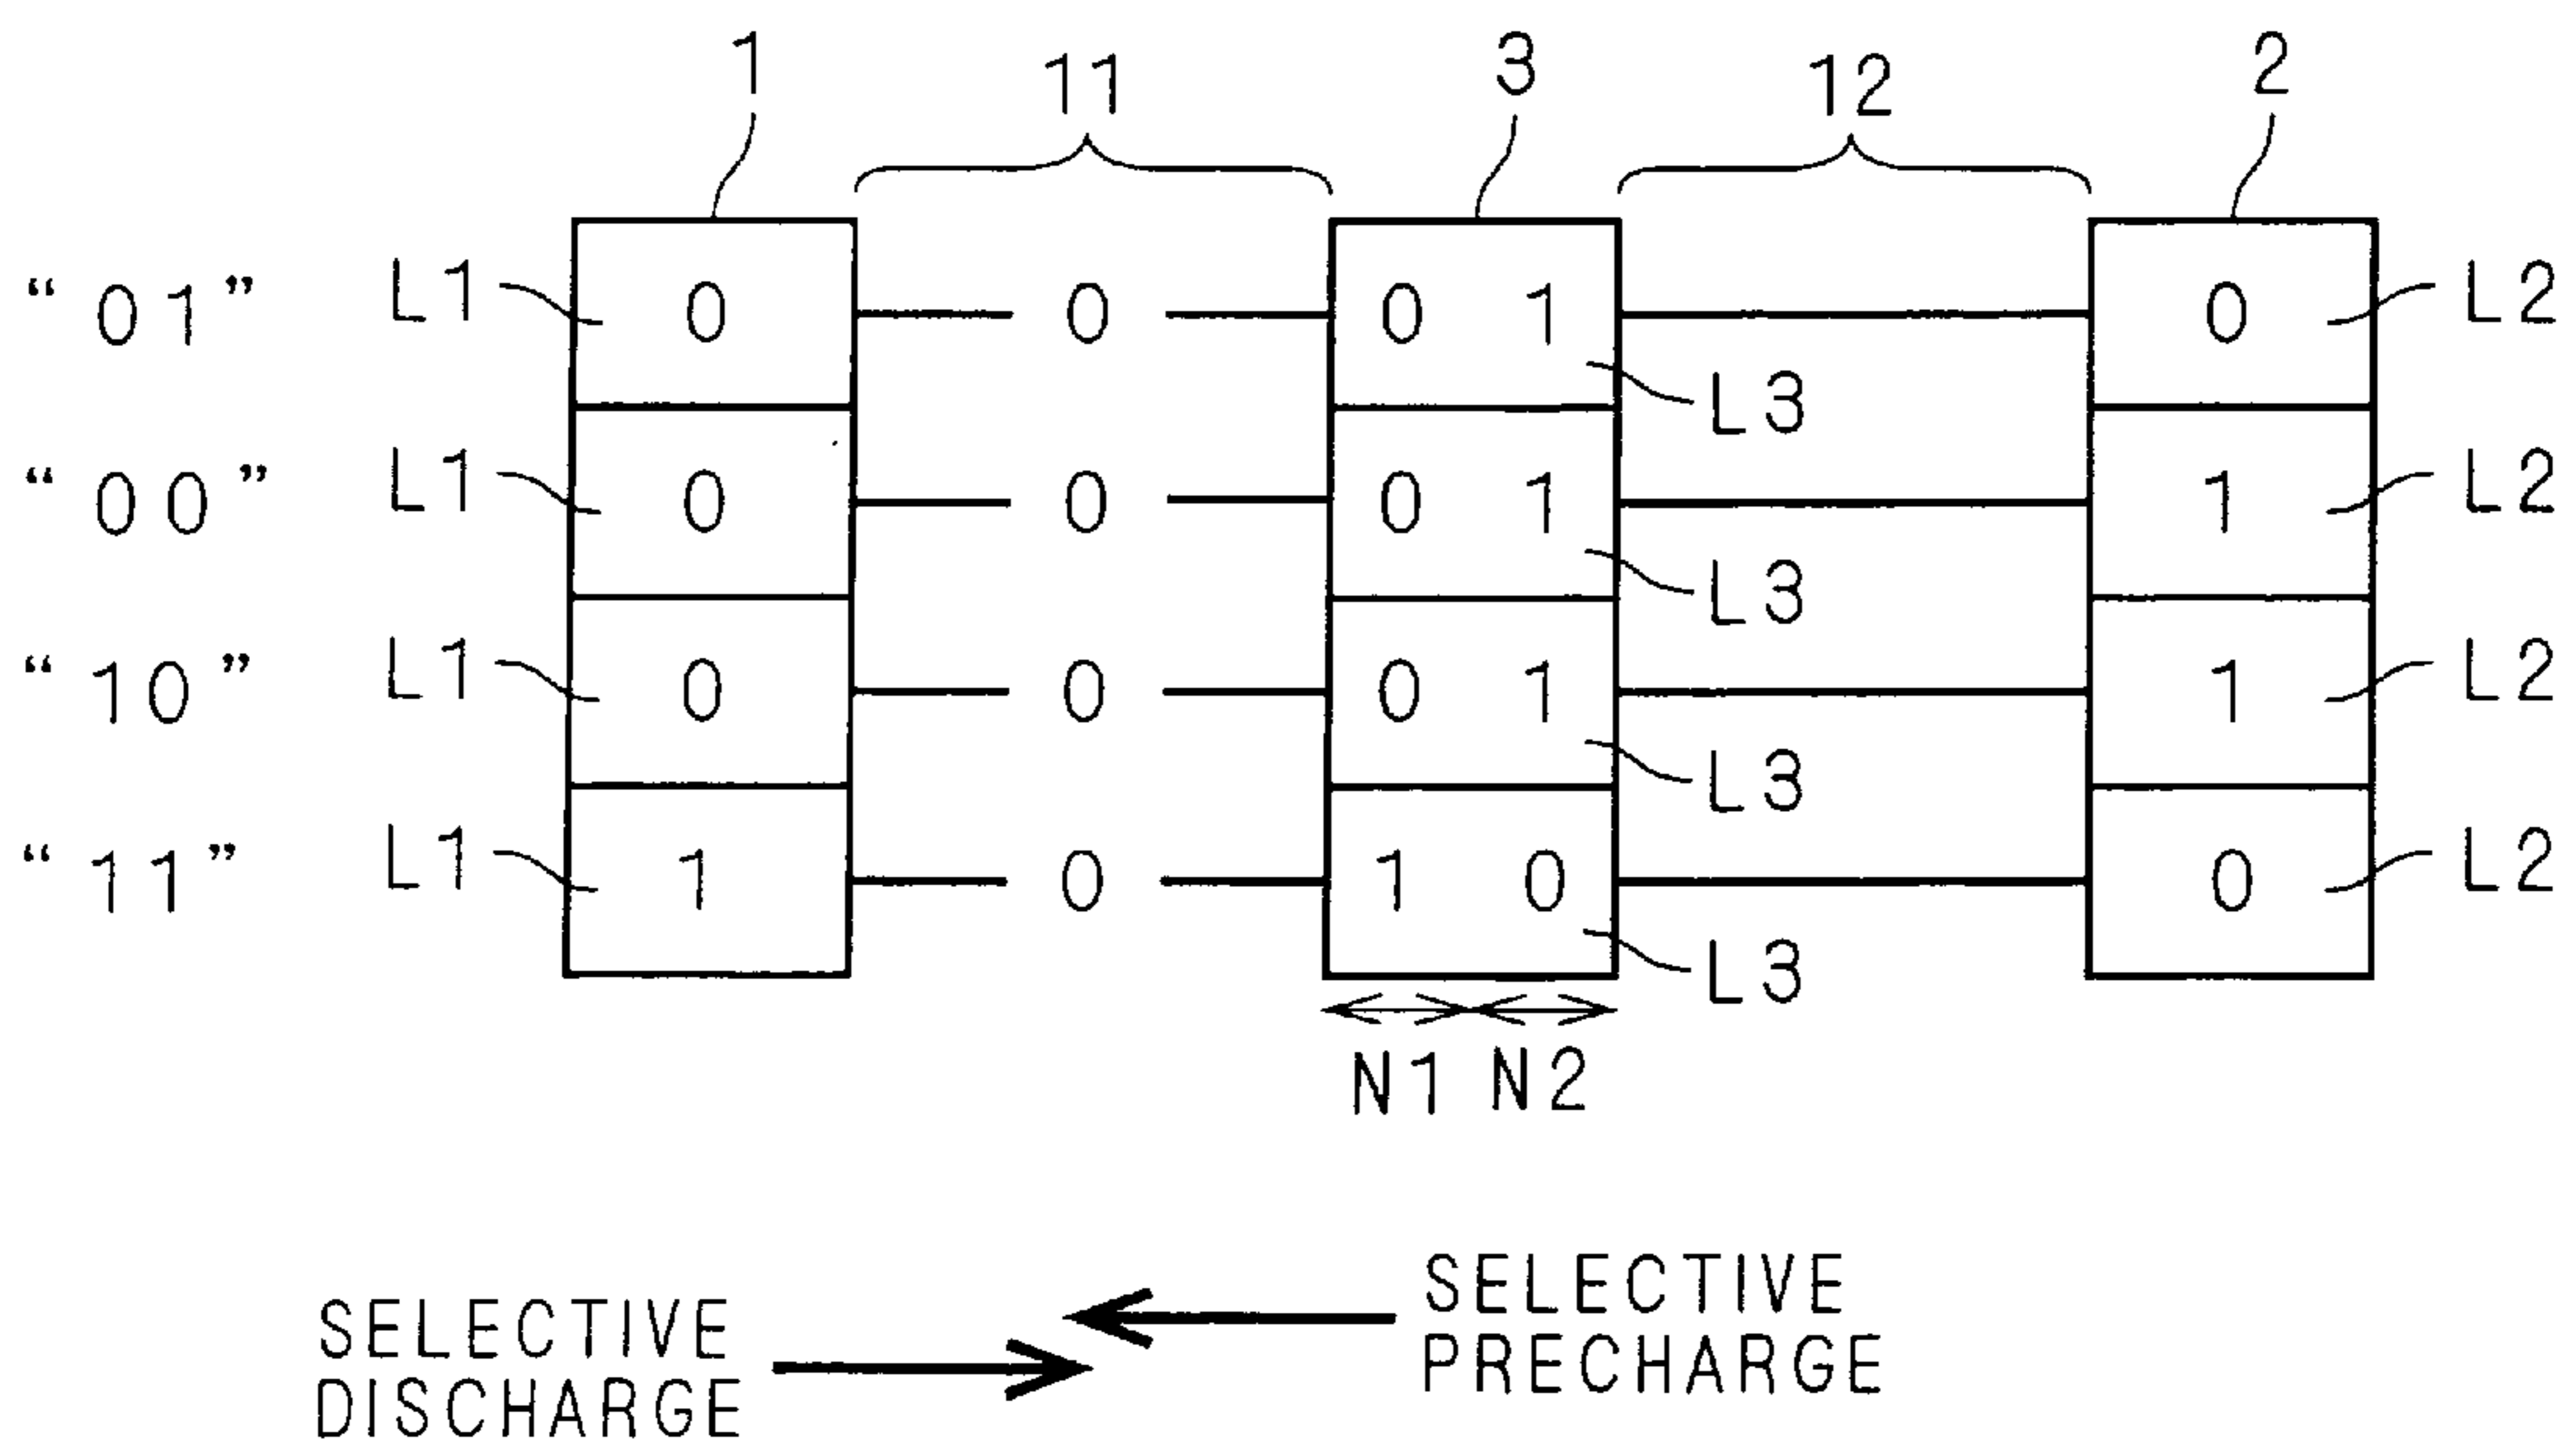 1 11 3 12 2
“01” L1 0 0 0 1 0 L2
L3
“00” L1 0 0 0 1 1 L2
L3
“10” L1 0 0 0 1 1 L2
L3
“11” L1 1 0 1 0 0 L2
L3
N1 N2
SELECTIVE
DISCHARGE
SELECTIVE
PRECHARGE